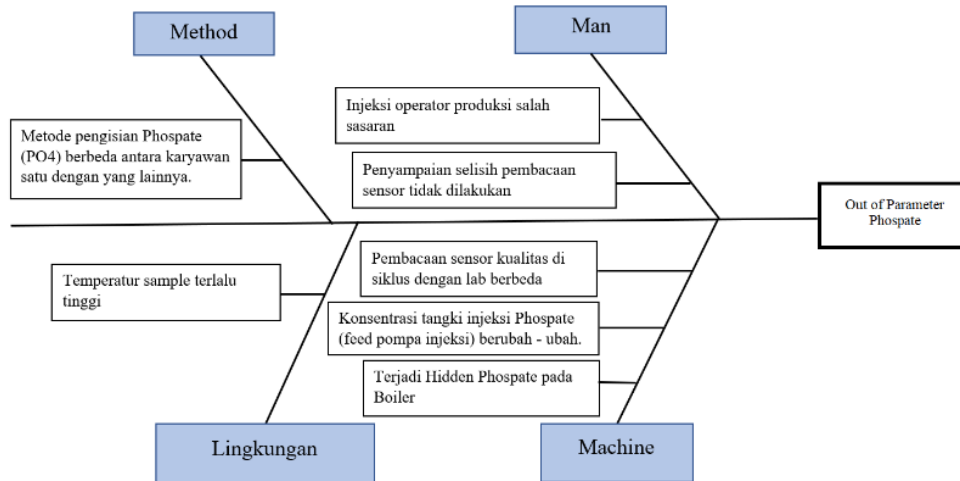 Method
Man
Injeksi operator produksi salah
sasaran
Metode pengisian Phospate
(PO4) berbeda antara karyawan
satu dengan yang lainnya.
Penyampaian selisih pembacaan
sensor tidak dilakukan
Out of Parameter
Phospate
Temperatur sample terlalu
tinggi
Pembacaan sensor kualitas di
siklus dengan lab berbeda
Konsentrasi tangki injeksi Phospate
(feed pompa injeksi) berubah - ubah.
Terjadi Hidden Phospate pada
Boiler
Lingkungan
Machine